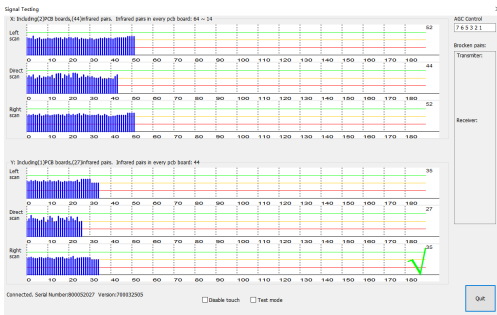 Signal Testing
X: Including(2)PCB boards,(44)infrared pairs. Infrared pairs in every pcb board: 64 ~ 14
AGC Control
7 6 5 3 2 1
Left scan
52
0 10 20 30 40 50 60 70 80 90 100 110 120 130 140 150 160 170 180
Brocken pairs:
Transmiter:
Direct scan
44
0 10 20 30 40 50 60 70 80 90 100 110 120 130 140 150 160 170 180
Right scan
52
Receiver:
0 10 20 30 40 50 60 70 80 90 100 110 120 130 140 150 160 170 180
Y: Including(1)PCB boards,(27)infrared pairs. Infrared pairs in every pcb board: 44
Left scan
36
0 10 20 30 40 50 60 70 80 90 100 110 120 130 140 150 160 170 180
Direct scan
27
0 10 20 30 40 50 60 70 80 90 100 110 120 130 140 150 160 170 180
Right scan
35
0 10 20 30 40 50 60 70 80 90 100 110 120 130 140 150 160 170 180
Connected. Serial Number:800052027 Version:700032505
Disable touch
Test mode
Quit